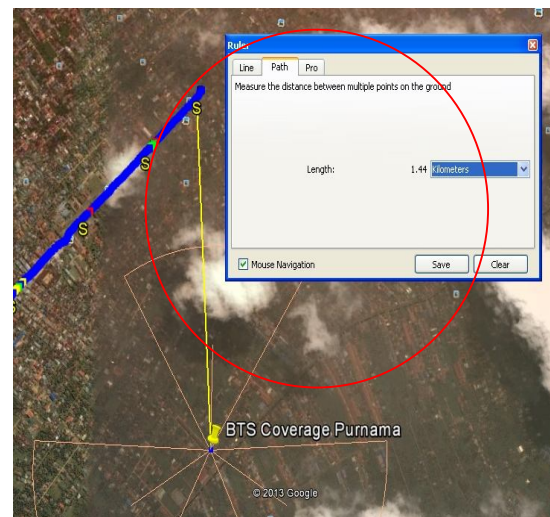 Ruler
Line Path Pro
Measure the distance between multiple points on the ground
Length: 1.44 Kilometers
Mouse Navigation Save Clear
S
S
S
BTS Coverage Purnama
© 2013 Google